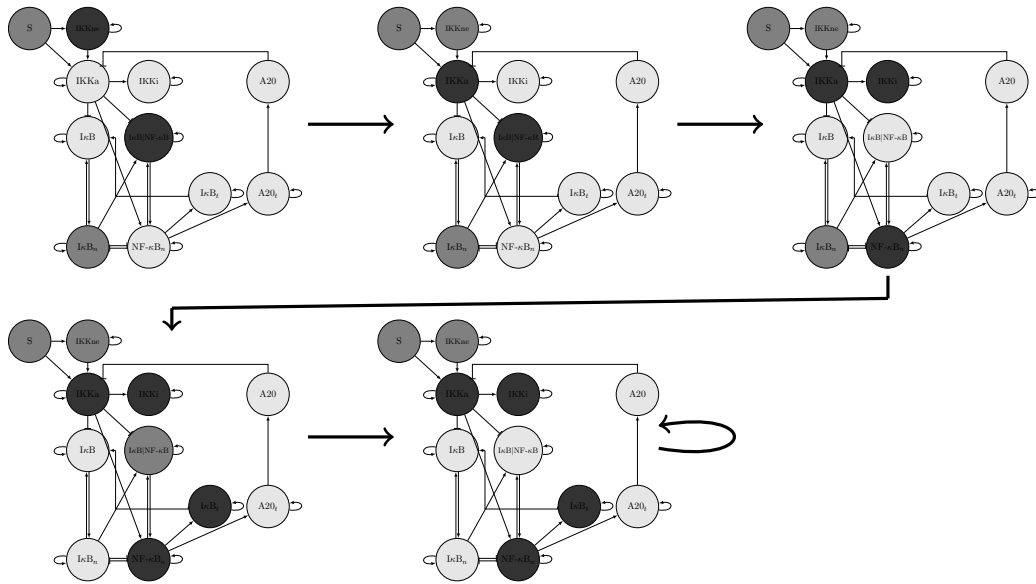 S IKKne
IKKa IKKi A20
IκB IκB|NF-κB
IκBₜ A20ₜ
IκBₙ NF-κBₙ
S IKKne
IKKa IKKi A20
IκB IκB|NF-κB
IκBₜ A20ₜ
IκBₙ NF-κBₙ
S IKKne
IKKa IKKi A20
IκB IκB|NF-κB
IκBₜ A20ₜ
IκBₙ NF-κBₙ
S IKKne
IKKa IKKi A20
IκB IκB|NF-κB
IκBₜ A20ₜ
IκBₙ NF-κBₙ
S IKKne
IKKa IKKi A20
IκB IκB|NF-κB
IκBₜ A20ₜ
IκBₙ NF-κBₙ